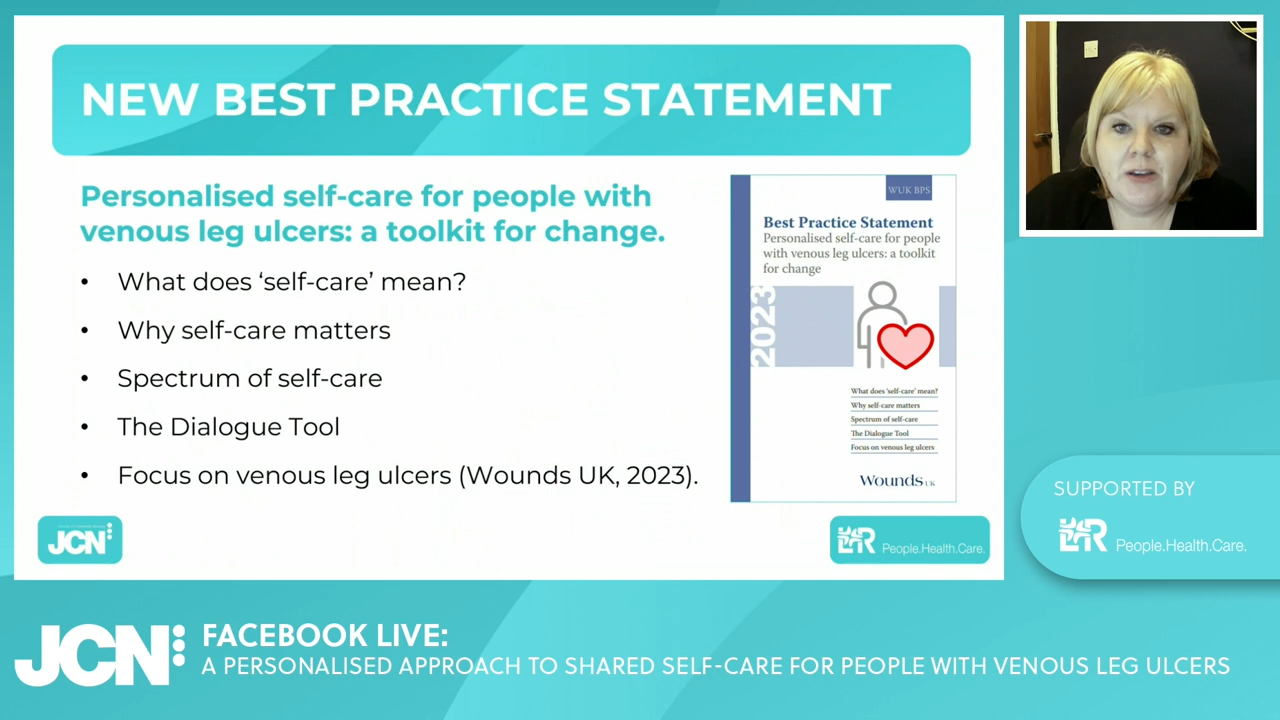 NEW BEST PRACTICE STATEMENT
Personalised self-care for people with
venous leg ulcers: a toolkit for change.
• What does ‘self-care’ mean?
• Why self-care matters
• Spectrum of self-care
The Dialogue Tool
• Focus on venous leg ulcers (Wounds UK, 2023).
WUK BPS
Best Practice Statement
Personalised self-care for people
with venous leg ulcers: a toolkit
for change
2023
What does ‘self-care’ mean?
Why self-care matters
Spectrum of self-care
The Dialogue Tool
Focus on venous leg ulcers
Wounds UK
JCN
L&R People.Health.Care.
SUPPORTED BY
L&R People.Health.Care.
JCN
FACEBOOK LIVE:
A PERSONALISED APPROACH TO SHARED SELF-CARE FOR PEOPLE WITH VENOUS LEG ULCERS